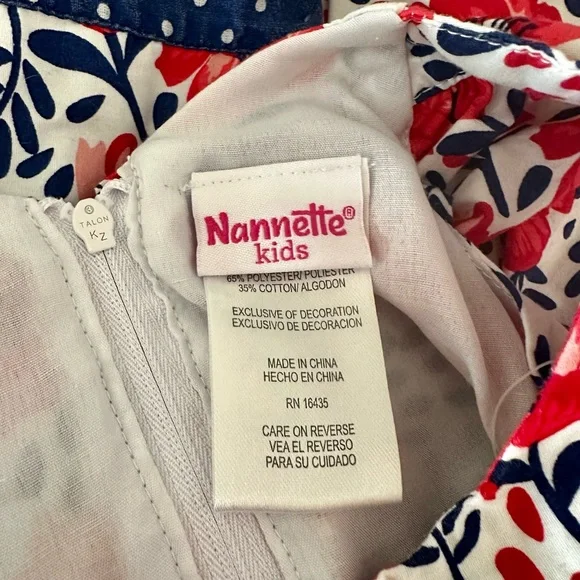 © TALON
KZ
Nannette®
kids
65% POLYESTER/ POLIESTER
35% COTTON/ ALGODON
EXCLUSIVE OF DECORATION
EXCLUSIVO DE DECORACION
MADE IN CHINA
HECHO EN CHINA
RN 16435
CARE ON REVERSE
VEA EL REVERSO
PARA SU CUIDADO